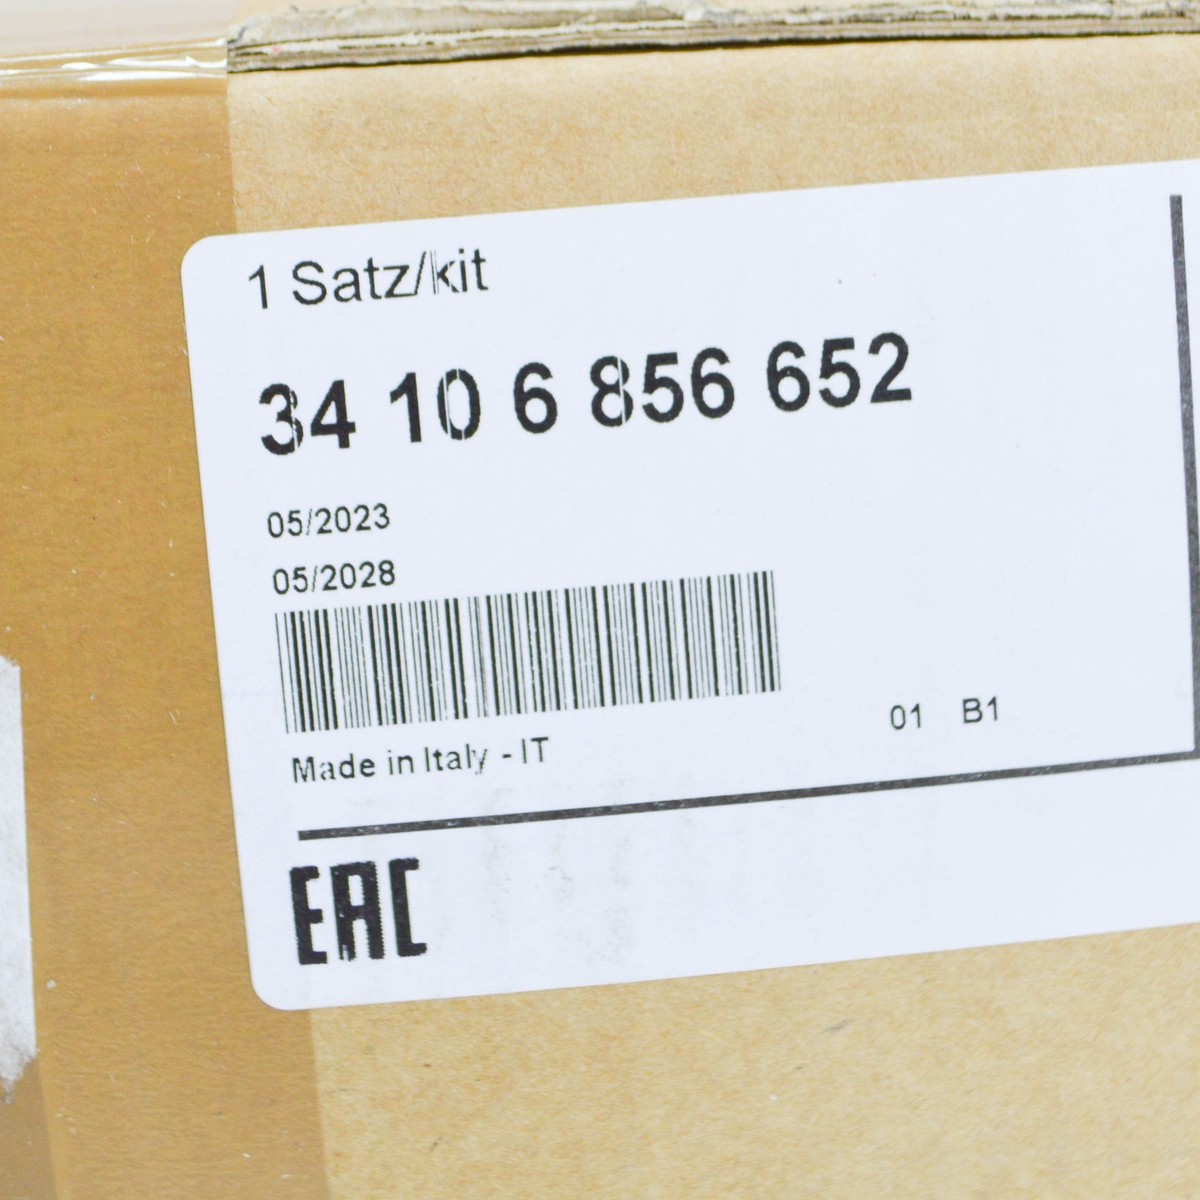 1 Satz/kit
34 10 6 856 652
05/2023
05/2028
Made in Italy - IT
01 B1
EAC